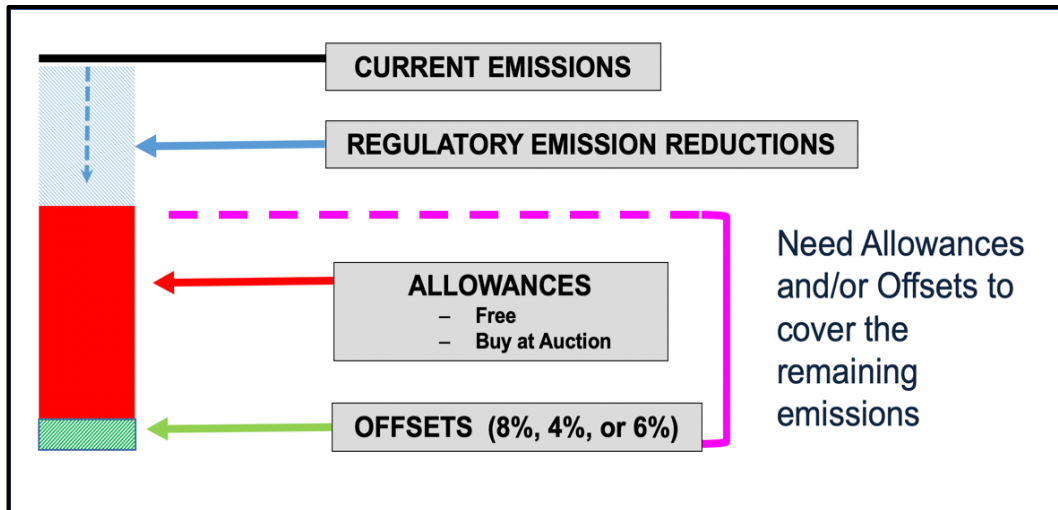 CURRENT EMISSIONS
REGULATORY EMISSION REDUCTIONS
ALLOWANCES
– Free
– Buy at Auction
OFFSETS (8%, 4%, or 6%)
Need Allowances
and/or Offsets to
cover the
remaining
emissions